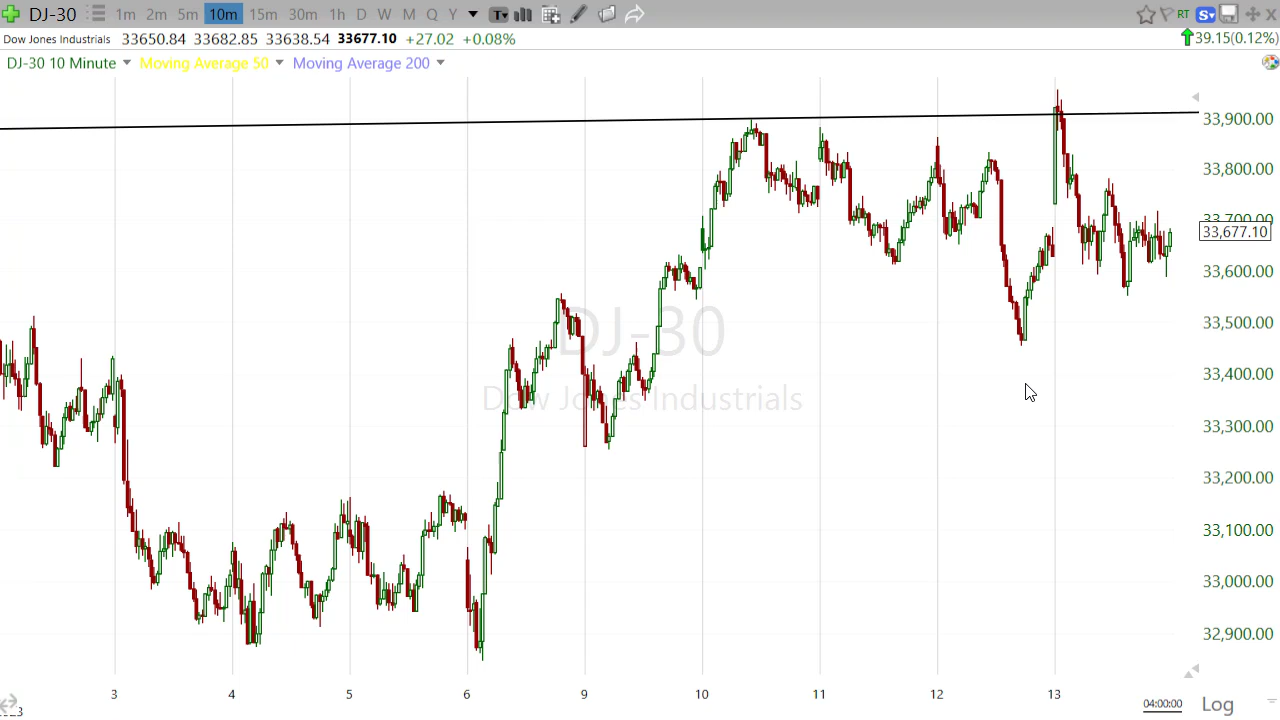 DJ-30 1m 2m 5m 10m 15m 30m 1h D W M Q Y T RT S
Dow Jones Industrials 33650.84 33682.85 33638.54 33677.10 +27.02 +0.08% 39.15(0.12%)
DJ-30 10 Minute Moving Average 50 Moving Average 200
33,900.00
33,800.00
33,700.00
33,677.10
33,600.00
33,500.00
33,400.00
33,300.00
33,200.00
33,100.00
33,000.00
32,900.00
DJ-30
Dow Jones Industrials
3 4 5 6 9 10 11 12 13
04:00:00 Log